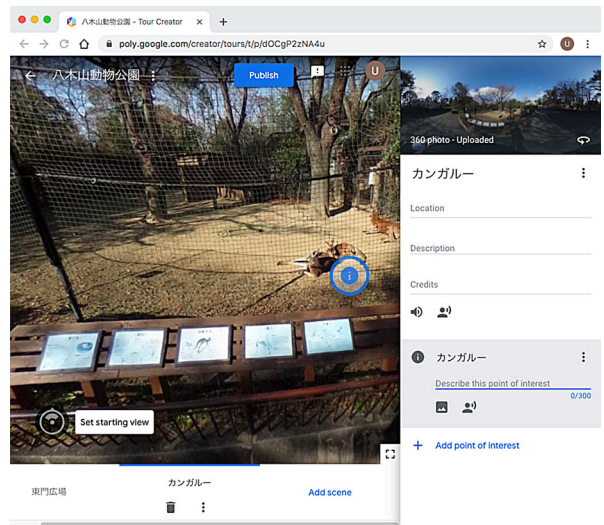 八木山動物公園 - Tour Creator
poly.google.com/creator/tours/t/p/dOCgP2zNA4u
U
八木山動物公園
Publish
U
360 photo - Uploaded
カンガルー
Location
Description
Credits
カンガルー
Describe this point of interest
0/300
Add point of interest
Set starting view
東門広場
カンガルー
Add scene